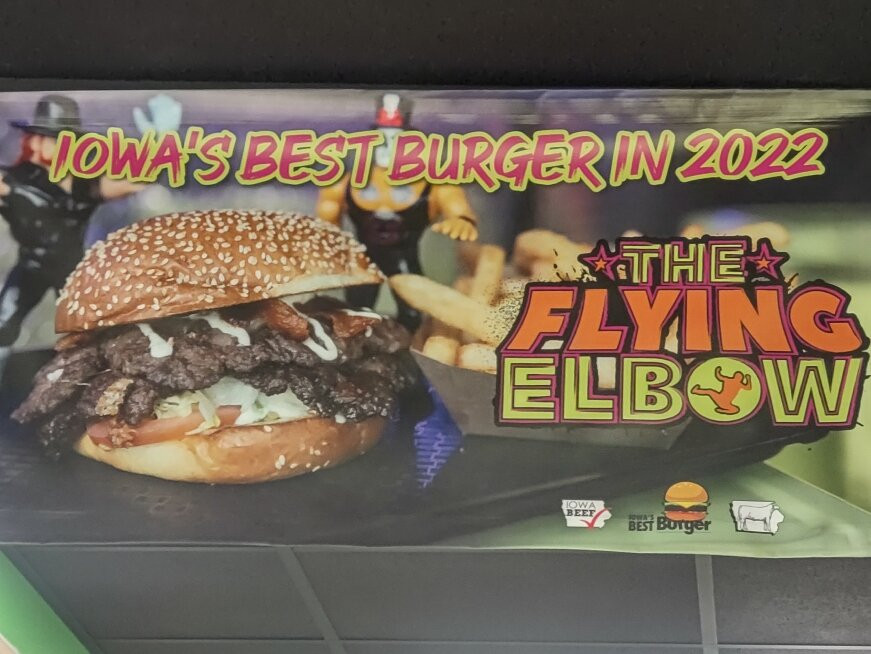 IOWA'S BEST BURGER IN 2022
THE
FLYING
ELBOW
IOWA
BEEF
IOWA'S
BEST Burger